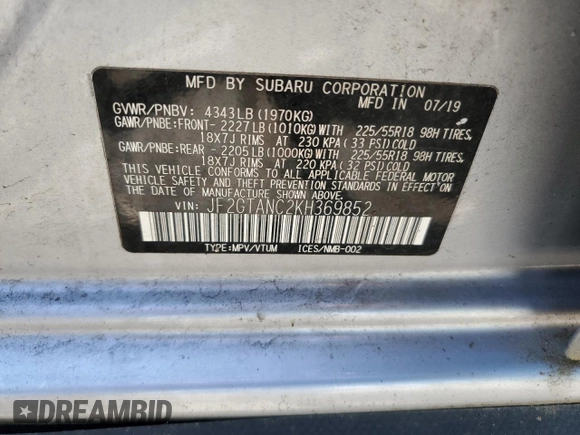 MFD BY SUBARU CORPORATION
GVWR/PNBV: 4343LB (1970KG) MFD. IN 07/19
GAWR/PNBE:FRONT-2227LB(1010KG)WITH 225/55R18 98H TIRES,
18X7J RIMS AT 230 KPA(33 PSI)COLD
GAWR/PNBE:REAR -2205LB(1000KG)WITH 225/55R18 98H TIRES,
18X7J RIMS AT 220 KPA(32 PSI)COLD
THIS VEHICLE CONFORMS TO ALL APPLICABLE FEDERAL MOTOR
VEHICLE SAFETY AND THEFT PREVENTION STANDARDS IN EFFECT ON
THE DATE OF MANUFACTURE SHOWN ABOVE.
VIN: JF2GTANC2KH369852
TYPE:MPV/VTUM ICES/NMB-002
DREAMBID